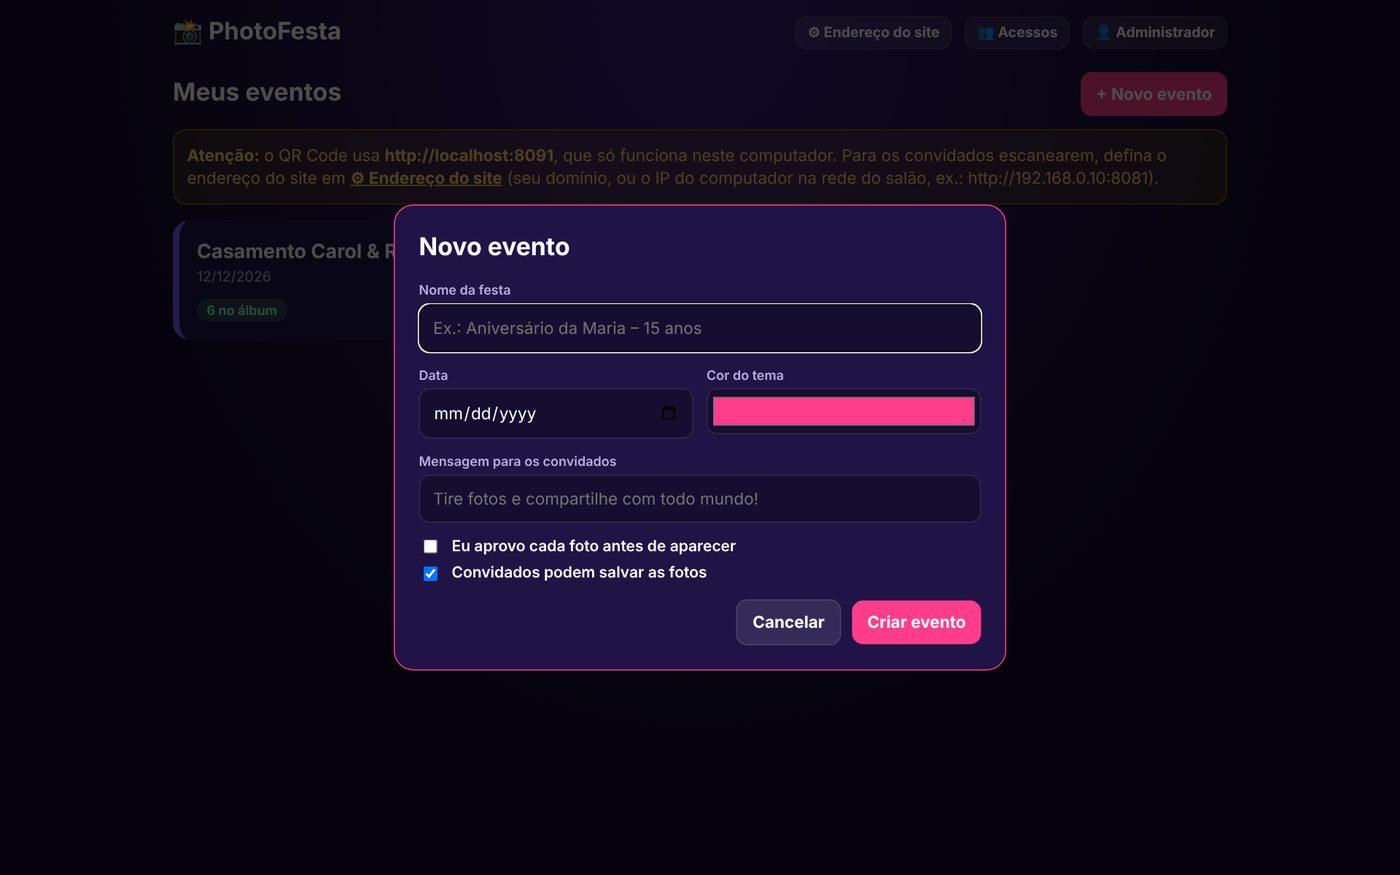 📸 PhotoFesta
⚙ Endereço do site
👥 Acessos
👤 Administrador
Meus eventos
+ Novo evento
Atenção: o QR Code usa http://localhost:8091, que só funciona neste computador. Para os convidados escanearem, defina o
endereço do site em ⚙ Endereço do site (seu domínio, ou o IP do computador na rede do salão, ex.: http://192.168.0.10:8081).
Casamento Carol & R
12/12/2026
6 no álbum
Novo evento
Nome da festa
Ex.: Aniversário da Maria – 15 anos
Data
Cor do tema
mm/dd/yyyy
Mensagem para os convidados
Tire fotos e compartilhe com todo mundo!
Eu aprovo cada foto antes de aparecer
Convidados podem salvar as fotos
Cancelar
Criar evento